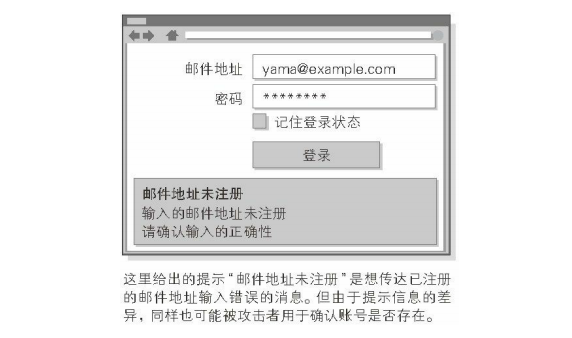 邮件地址 yama@example.com
密码 ********
记住登录状态
登录
邮件地址未注册
输入的邮件地址未注册
请确认输入的正确性
这里给出的提示“邮件地址未注册”是想传达已注册
的邮件地址输入错误的消息。但由于提示信息的差
异，同样也可能被攻击者用于确认账号是否存在。